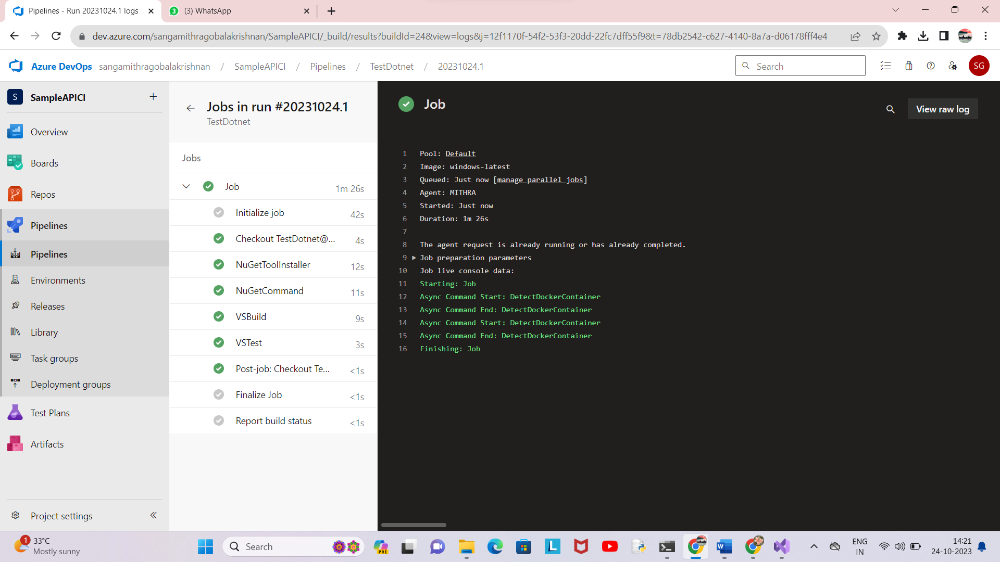 Pipelines - Run 20231024.1 logs
3 (3) WhatsApp
dev.azure.com/sangamithragobalakrishnan/SampleAPICI/_build/results?buildId=24&view=logs&j=12f1170f-54f2-53f3-20dd-22fc7dff55f9&t=78db2542-c627-4140-8a7a-d06178fff4e4
Azure DevOps sangamithragobalakrishnan / SampleAPICI / Pipelines / TestDotnet / 20231024.1
Search
SG
S SampleAPICI
Overview
Boards
Repos
Pipelines
Pipelines
Environments
Releases
Library
Task groups
Deployment groups
Test Plans
Artifacts
Project settings
Jobs in run #20231024.1
TestDotnet
Jobs
Job 1m 26s
Initialize job 42s
Checkout TestDotnet@... 4s
NuGetToolInstaller 12s
NuGetCommand 11s
VSBuild 9s
VSTest 3s
Post-job: Checkout Te... <1s
Finalize Job <1s
Report build status <1s
Job
View raw log
1 Pool: Default
2 Image: windows-latest
3 Queued: Just now [manage parallel jobs]
4 Agent: MITHRA
5 Started: Just now
6 Duration: 1m 26s
7
8 The agent request is already running or has already completed.
9 Job preparation parameters
10 Job live console data:
11 Starting: Job
12 Async Command Start: DetectDockerContainer
13 Async Command End: DetectDockerContainer
14 Async Command Start: DetectDockerContainer
15 Async Command End: DetectDockerContainer
16 Finishing: Job
1
33°C
Mostly sunny
Search
PRE
L
W
ENG
IN
14:21
24-10-2023